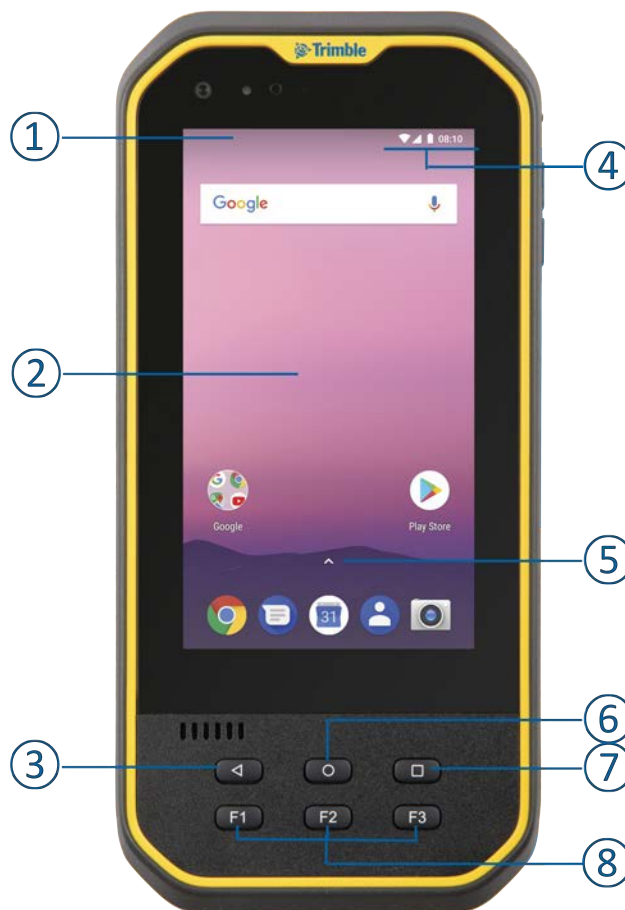 Trimble
① 08:10 ④
Google
②
Google Play Store
⑤
31
⑥
③ ⑦
F1 F2 F3
⑧